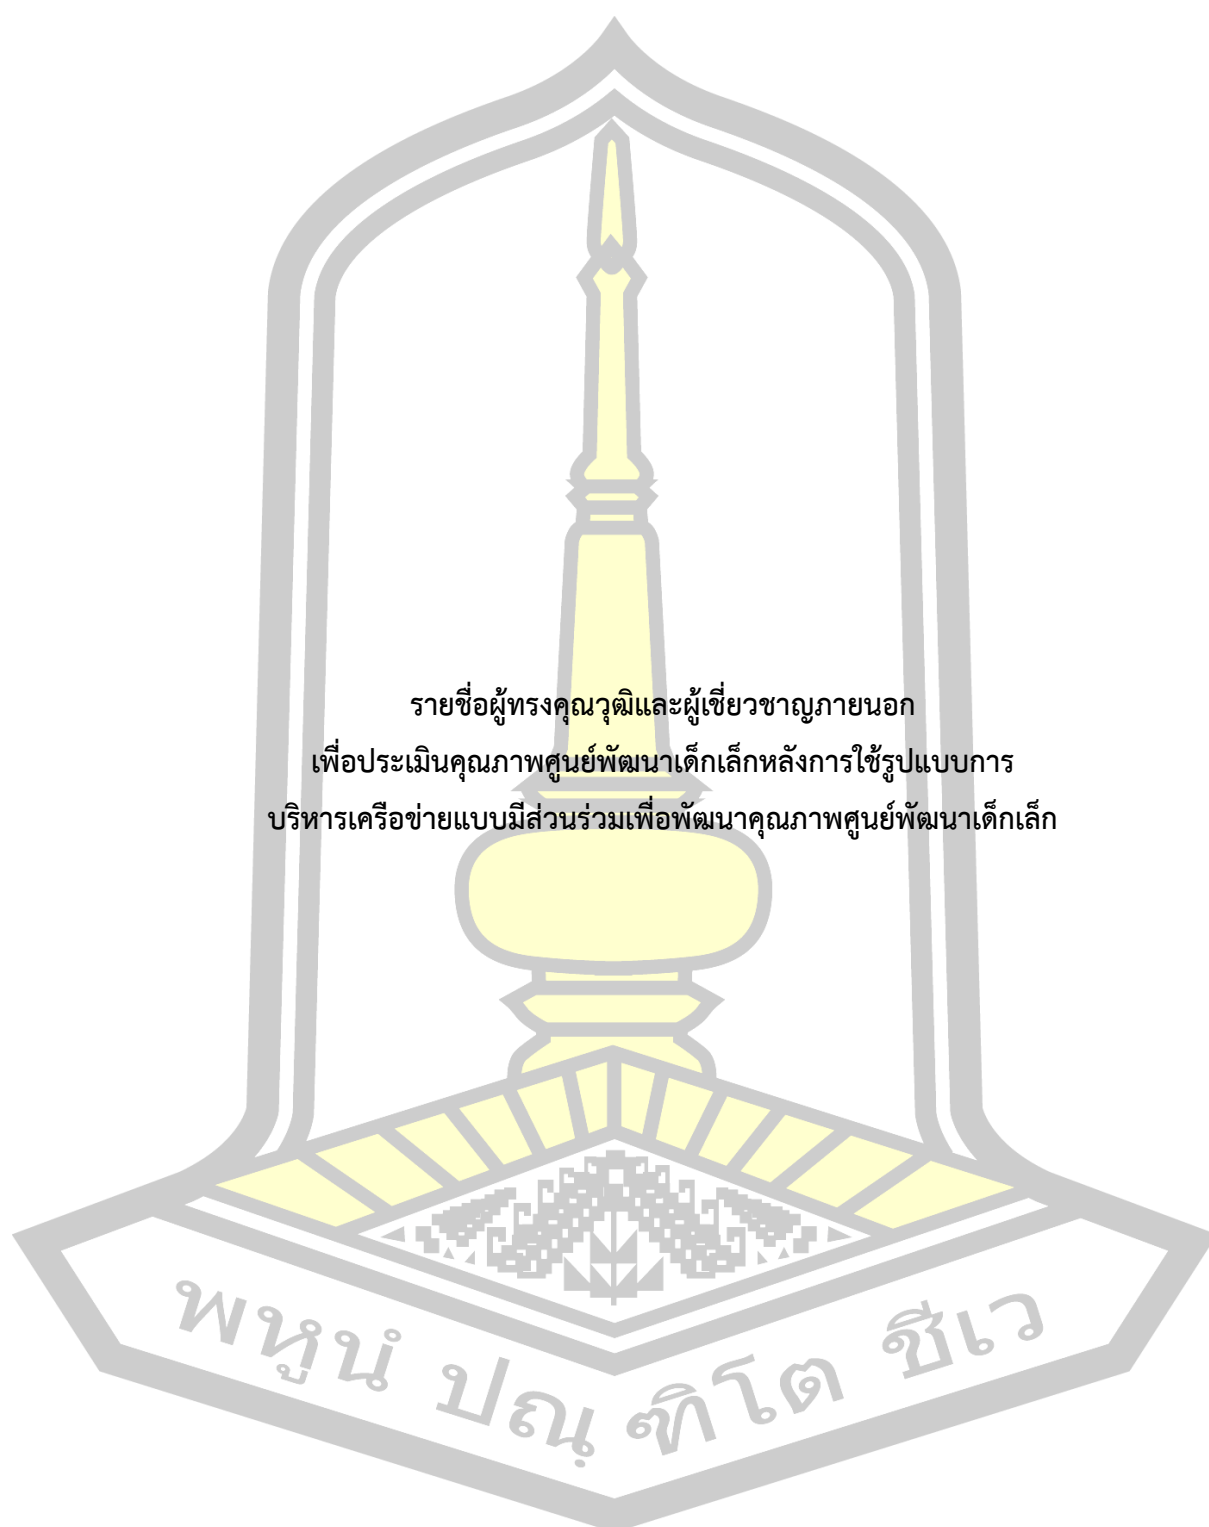 รายชื่อผู้ทรงคุณวุฒิและผู้เชี่ยวชาญภายนอก
เพื่อประเมินคุณภาพศูนย์พัฒนาเด็กเล็กหลังการใช้รูปแบบการ
บริหารเครือข่ายแบบมีส่วนร่วมเพื่อพัฒนาคุณภาพศูนย์พัฒนาเด็กเล็ก
พหูนํ ปณฺฑิโต ชีเว